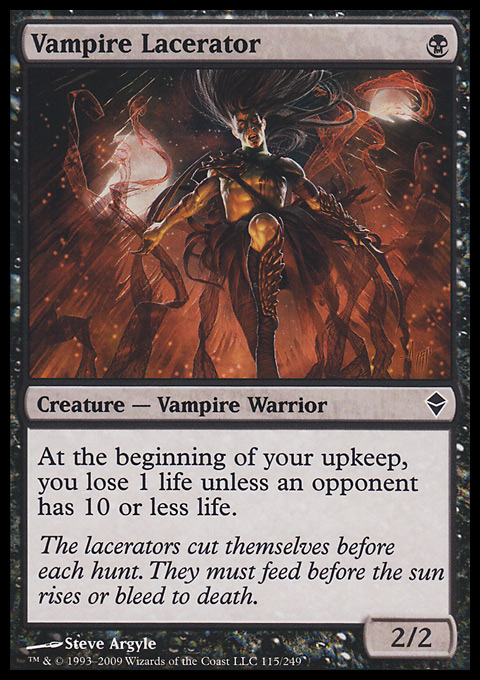 Vampire Lacerator
Creature — Vampire Warrior
At the beginning of your upkeep,
you lose 1 life unless an opponent
has 10 or less life.
The lacerators cut themselves before
each hunt. They must feed before the sun
rises or bleed to death.
Steve Argyle
2/2
™ & © 1993–2009 Wizards of the Coast LLC 115/249